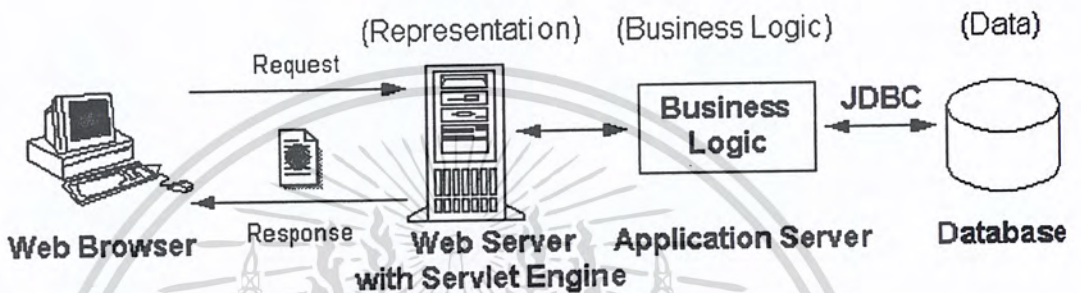 (Representation) (Business Logic) (Data)
Request
Business
Logic
JDBC
Response
Web Browser
Web Server
with Servlet Engine
Application Server
Database